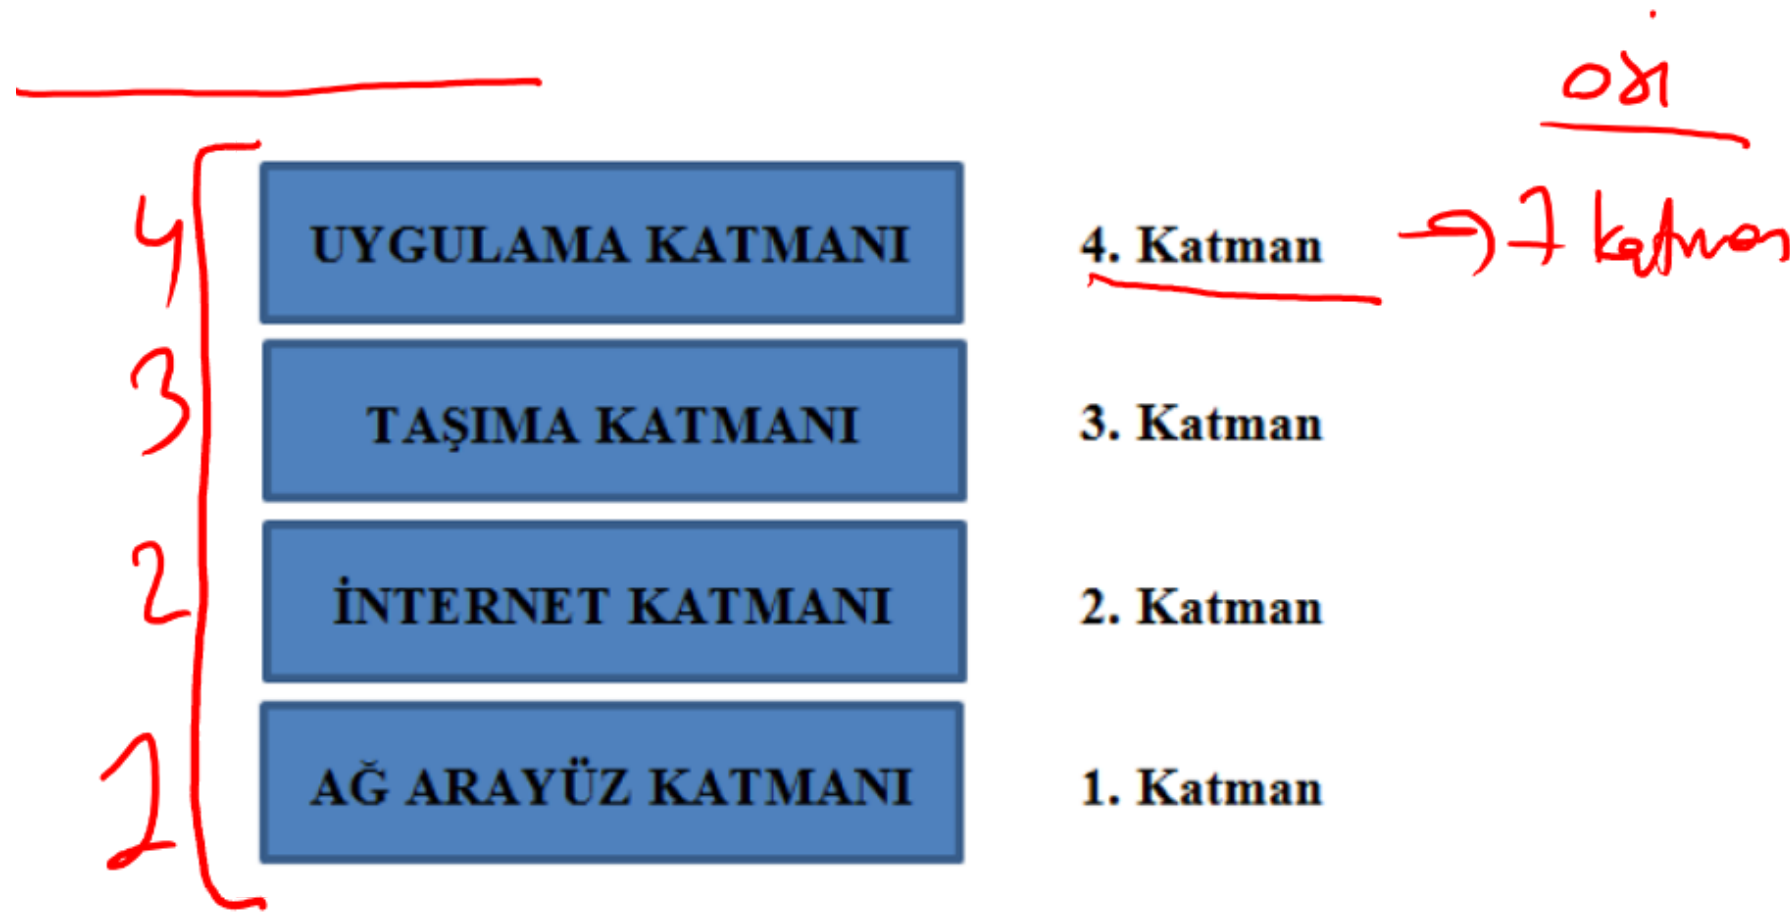 osi
4 UYGULAMA KATMANI 4. Katman → 7 katman
3 TAŞIMA KATMANI 3. Katman
2 İNTERNET KATMANI 2. Katman
1 AĞ ARAYÜZ KATMANI 1. Katman